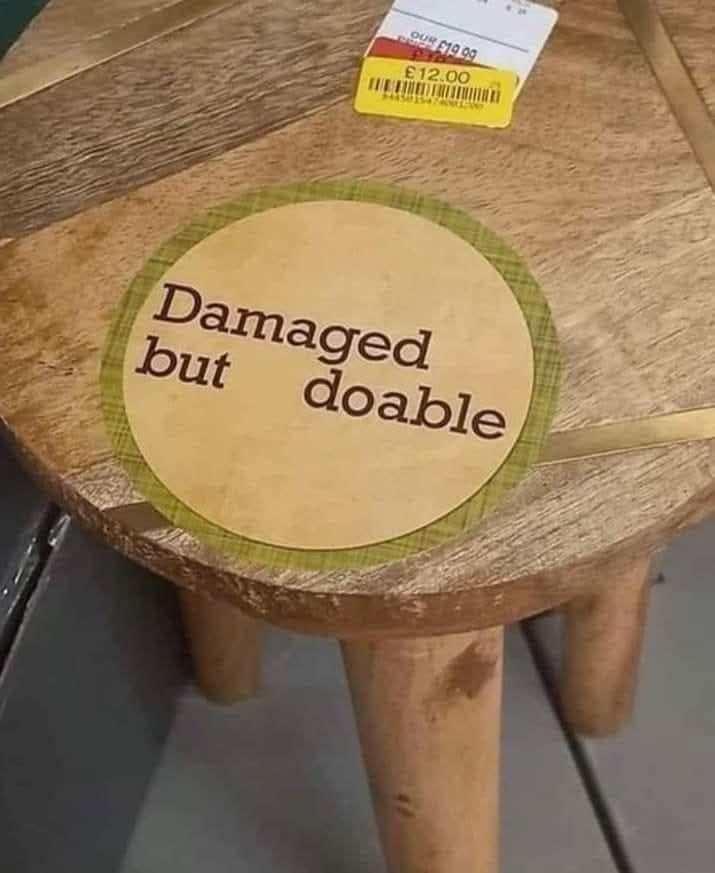 OUR £19.99
£12.00
Damaged
but doable